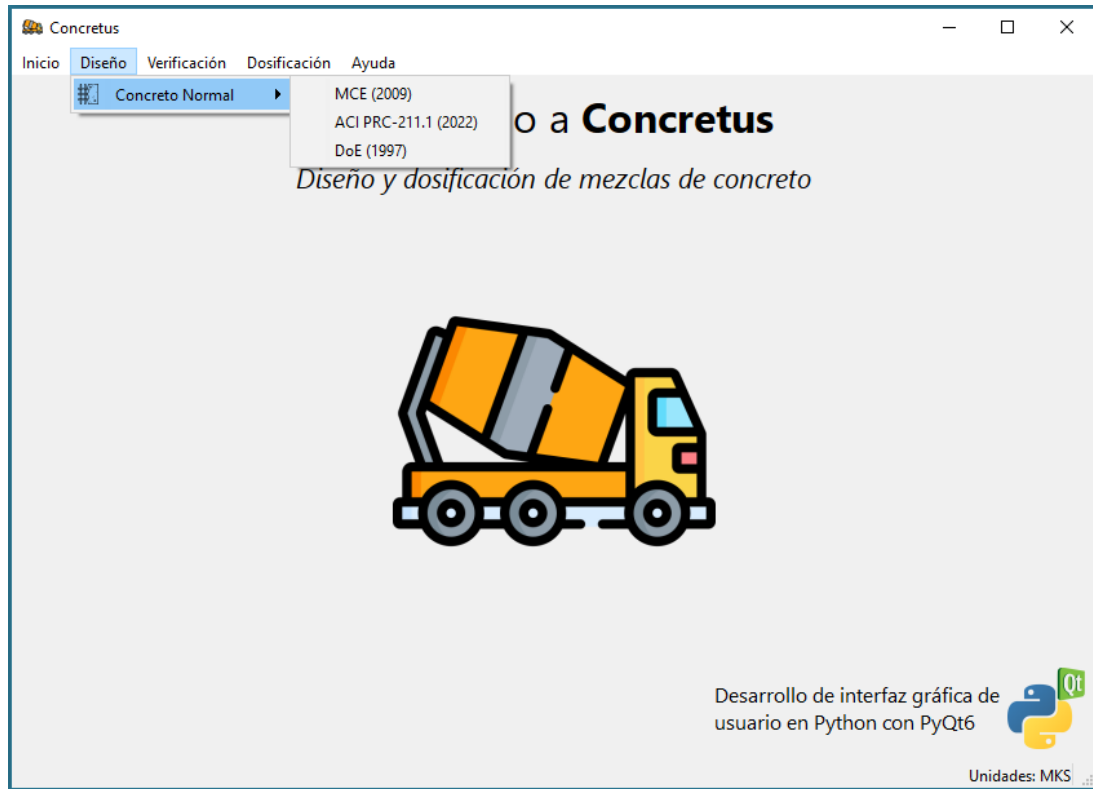 Concretus
Inicio Diseño Verificación Dosificación Ayuda
Concreto Normal
MCE (2009)
ACI PRC-211.1 (2022)
DoE (1997)
o a Concretus
Diseño y dosificación de mezclas de concreto
Desarrollo de interfaz gráfica de
usuario en Python con PyQt6
Qt
Unidades: MKS